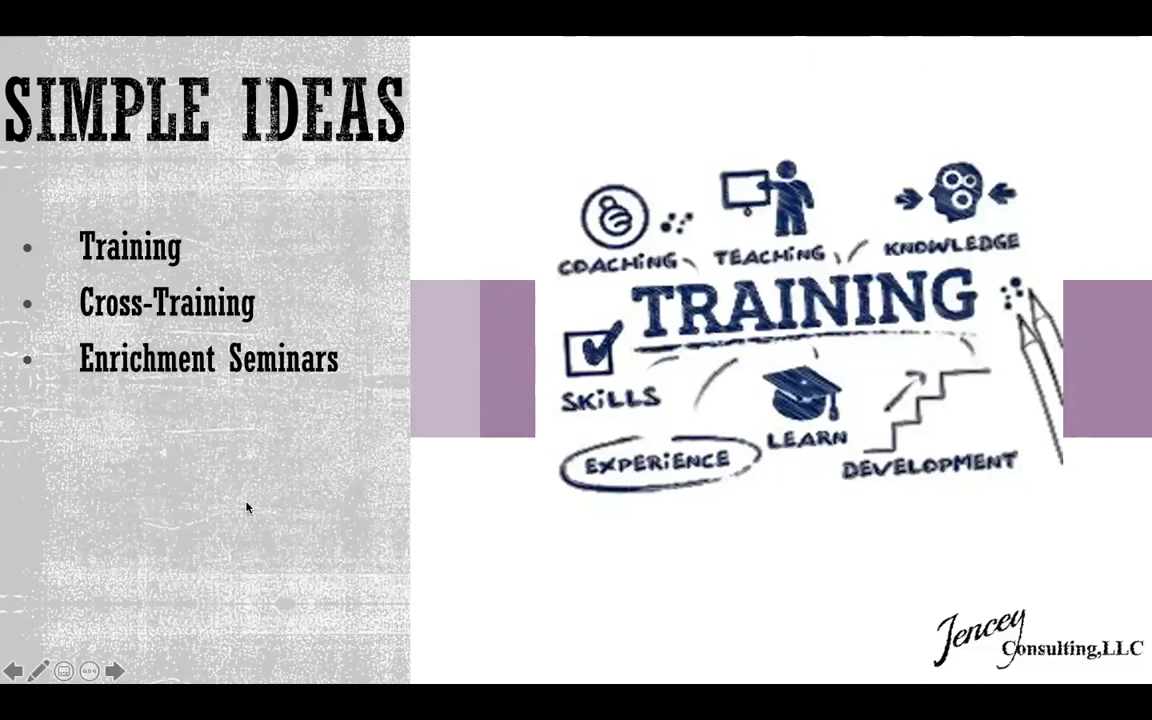 SIMPLE IDEAS
• Training
• Cross-Training
• Enrichment Seminars
COACHiNG
TEACHiNG
KNOWLEDGE
TRAINING
SKiLLS
LEARN
EXPERiENCE
DEVELOPMENT
Jencey
Consulting,LLC